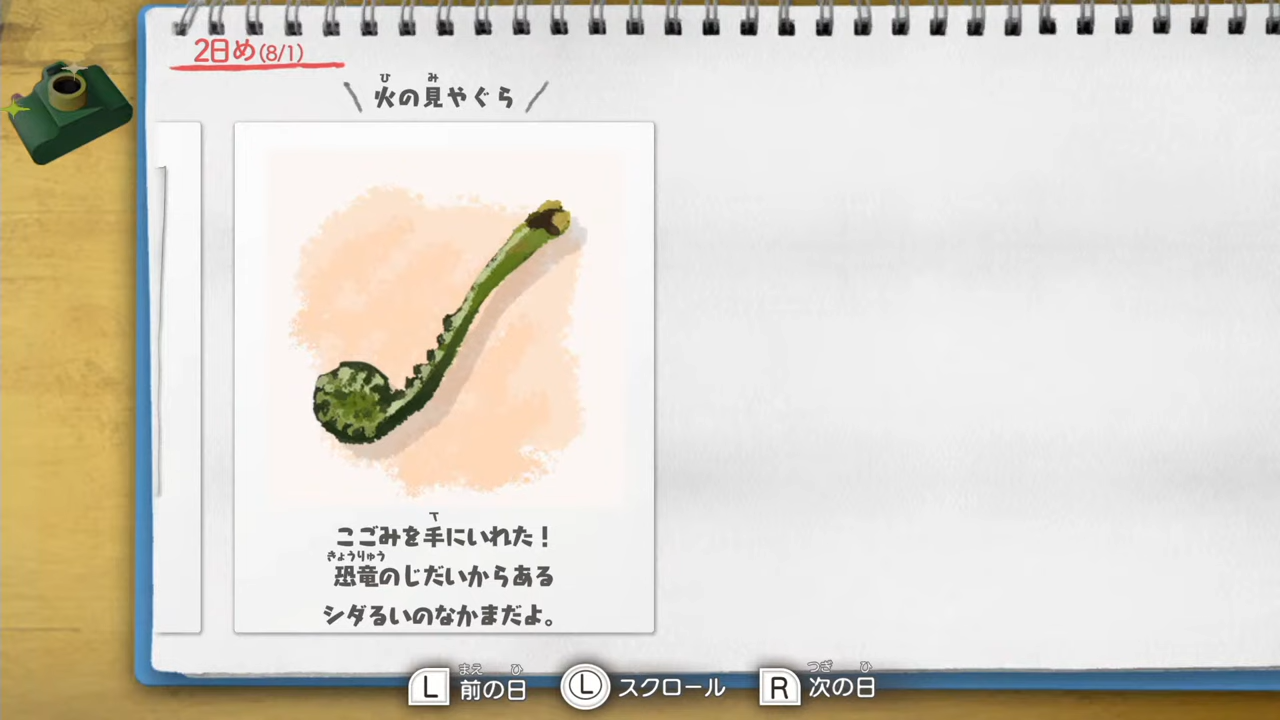 2日め(8/1)
火の見やぐら
ひ み
こごみを手にいれた！
て
恐竜のじだいからある
きょうりゅう
シダるいのなかまだよ。
L 前の日 L スクロール R 次の日
まえ ひ つぎ ひ